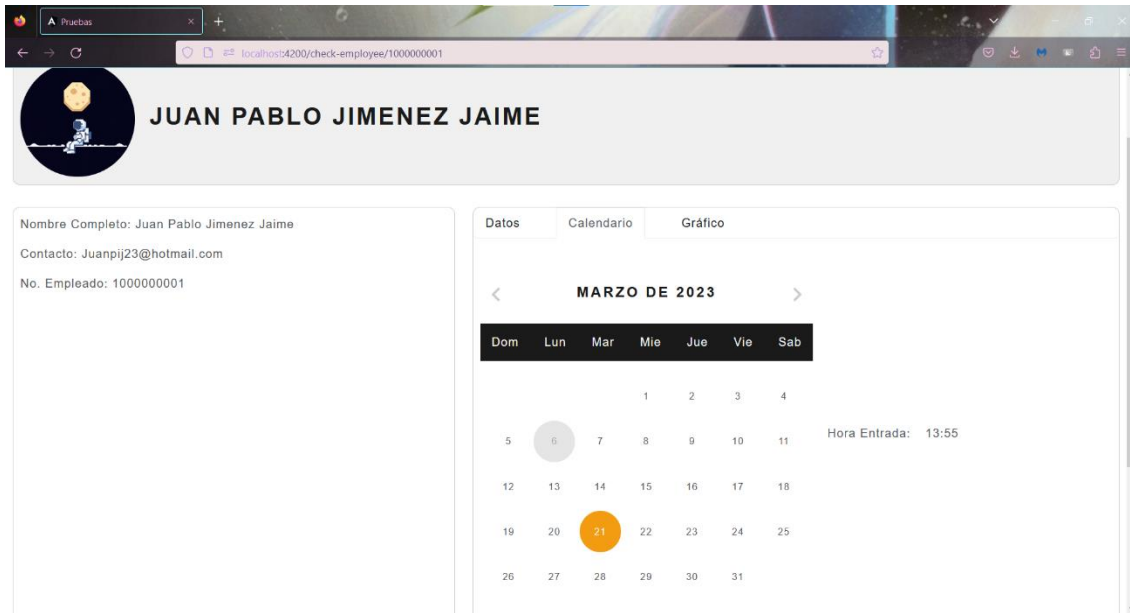 Pruebas
localhost:4200/check-employee/1000000001
JUAN PABLO JIMENEZ JAIME
Nombre Completo: Juan Pablo Jimenez Jaime
Contacto: Juanpij23@hotmail.com
No. Empleado: 1000000001
Datos Calendario Gráfico
MARZO DE 2023
Dom Lun Mar Mie Jue Vie Sab
1 2 3 4
5 6 7 8 9 10 11
12 13 14 15 16 17 18
19 20 21 22 23 24 25
26 27 28 29 30 31
Hora Entrada: 13:55